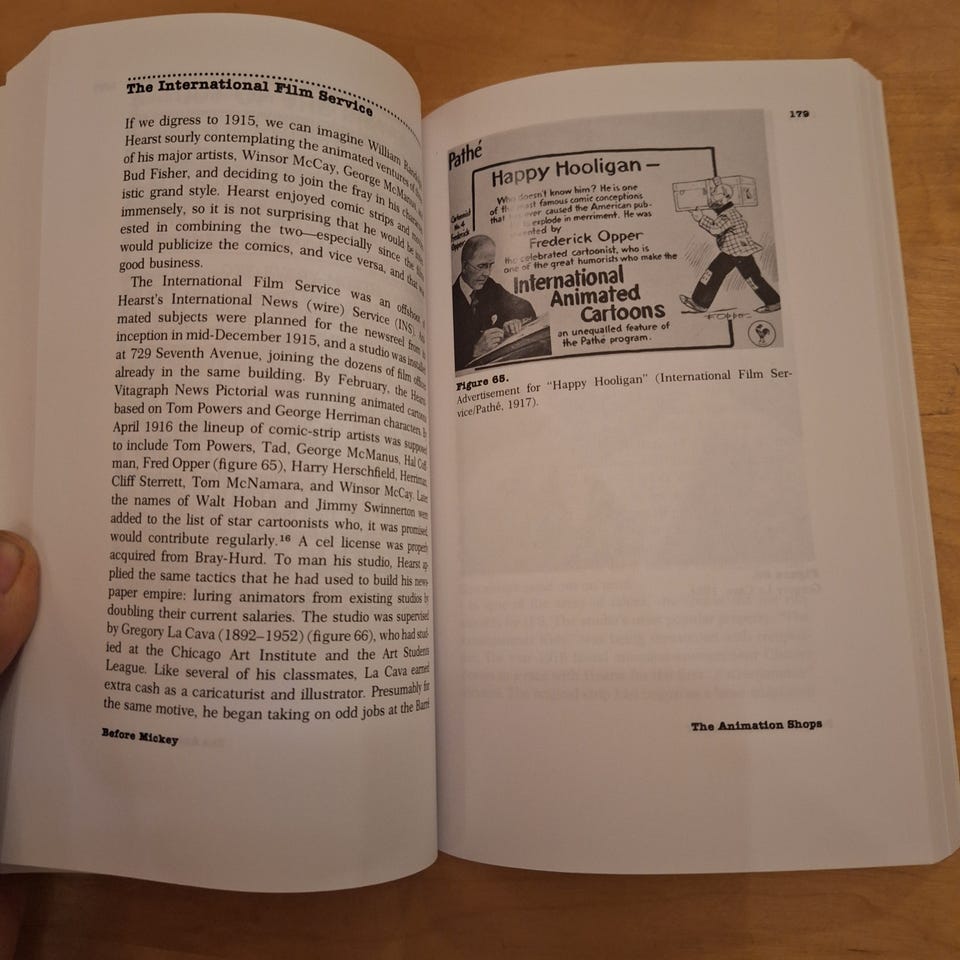 The International Film Service
If we digress to 1915, we can imagine William
Hearst sourly contemplating the animated ventures of
of his major artists, Winsor McCay, George McManus,
Bud Fisher, and deciding to join the fray in his
istic grand style. Hearst enjoyed comic strips and
immensely, so it is not surprising that he would be
ested in combining the two—especially since the
would publicize the comics, and vice versa, and that
good business.
The International Film Service was an offshoot
Hearst's International News (wire) Service (INS).
mated subjects were planned for the newsreel from
inception in mid-December 1915, and a studio was installed
at 729 Seventh Avenue, joining the dozens of film offices
already in the same building. By February, the Hearst
Vitagraph News Pictorial was running animated cartoons
based on Tom Powers and George Herriman characters. By
April 1916 the lineup of comic-strip artists was supposed
to include Tom Powers, Tad, George McManus, Hal Coff
man, Fred Opper (figure 65), Harry Herschfield, Herriman,
Cliff Sterrett, Tom McNamara, and Winsor McCay. Later
the names of Walt Hoban and Jimmy Swinnerton were
added to the list of star cartoonists who, it was promised,
would contribute regularly.¹⁶ A cel license was properly
acquired from Bray-Hurd. To man his studio, Hearst ap-
plied the same tactics that he had used to build his news-
paper empire: luring animators from existing studios by
doubling their current salaries. The studio was supervised
by Gregory La Cava (1892–1952) (figure 66), who had stud-
ied at the Chicago Art Institute and the Art Students
League. Like several of his classmates, La Cava earned
extra cash as a caricaturist and illustrator. Presumably for
the same motive, he began taking on odd jobs at the Barré
Before Mickey
179
Pathé
Happy Hooligan—
Who doesn't know him? He is one
of the most famous comic conceptions
that ever caused the American pub-
to explode in merriment. He was
by
Frederick Opper
the celebrated cartoonist, who is
one of the great humorists who make the
International
Animated
Cartoons
an unequalled feature of
the Pathé program.
Cartoonist
No. 4
Frederick
Opper
Figure 65.
Advertisement for "Happy Hooligan" (International Film Ser-
vice/Pathé, 1917).
The Animation Shops